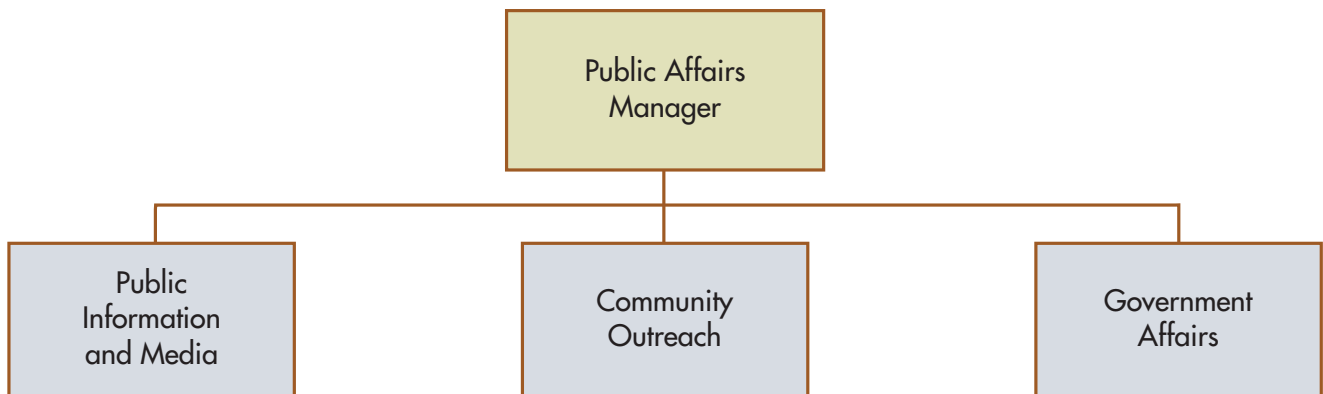 Public Affairs
Manager
Public
Information
and Media
Community
Outreach
Government
Affairs